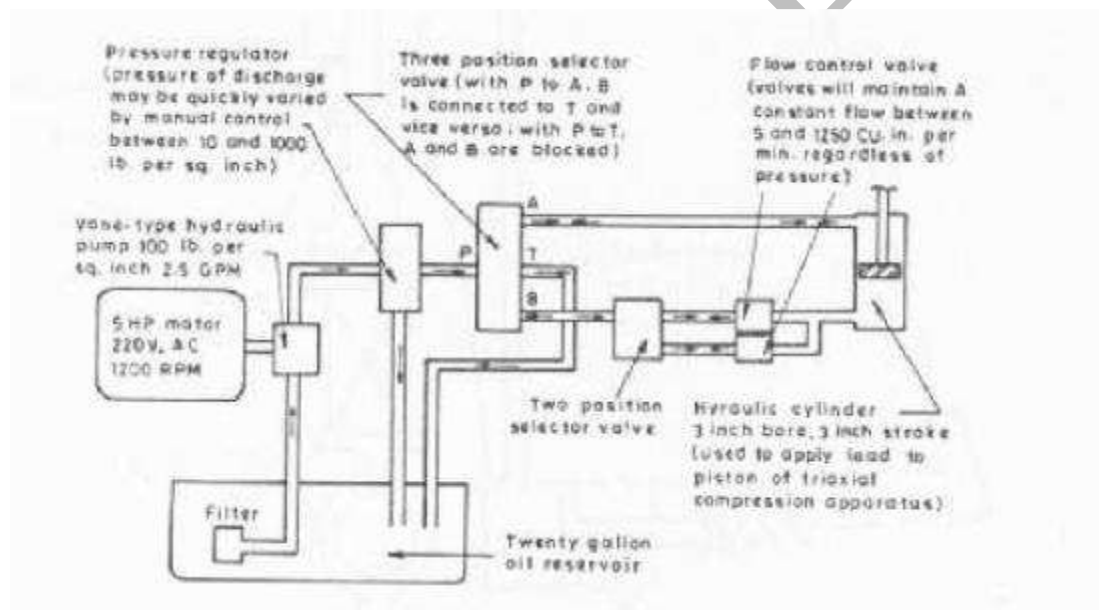 Pressure regulator
(pressure of discharge
may be quickly varied
by manual control
between 10 and 1000
lb. per sq. inch)
Three position selector
valve (with P to A, B
is connected to T and
vice versa; with P to T,
A and B are blocked)
Flow control valve
(valves will maintain A
constant flow between
5 and 1250 Cu. in. per
min. regardless of
pressure)
Vane-type hydraulic
pump 100 lb. per
sq. inch 2.5 GPM
5 HP motor
220V, AC
1200 RPM
P
A
T
B
Two position
selector valve
Hyraulic cylinder
3 inch bore, 3 inch stroke
(used to apply lead to
piston of triaxial
compression apparatus)
Filter
Twenty gallon
oil reservoir